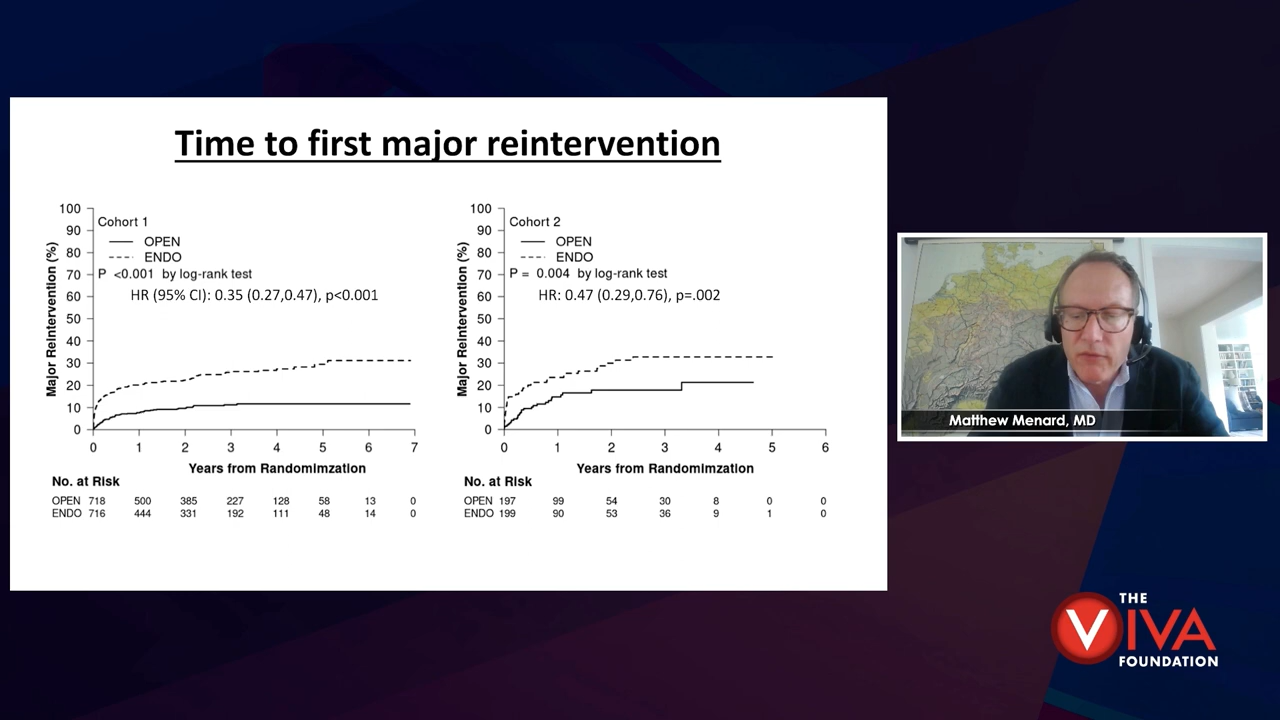 Time to first major reintervention
100
90
80
70
60
50
40
30
20
10
0
Major Reintervention (%)
Cohort 1
OPEN
ENDO
P <0.001 by log-rank test
HR (95% CI): 0.35 (0.27,0.47), p<0.001
0 1 2 3 4 5 6 7
Years from Randomimzation
No. at Risk
OPEN 718 500 385 227 128 58 13 0
ENDO 716 444 331 192 111 48 14 0
100
90
80
70
60
50
40
30
20
10
0
Major Reintervention (%)
Cohort 2
OPEN
ENDO
P = 0.004 by log-rank test
HR: 0.47 (0.29,0.76), p=.002
0 1 2 3 4 5 6
Years from Randomimzation
No. at Risk
OPEN 197 99 54 30 8 0 0
ENDO 199 90 53 36 9 1 0
Matthew Menard, MD
THE
VIVA
FOUNDATION